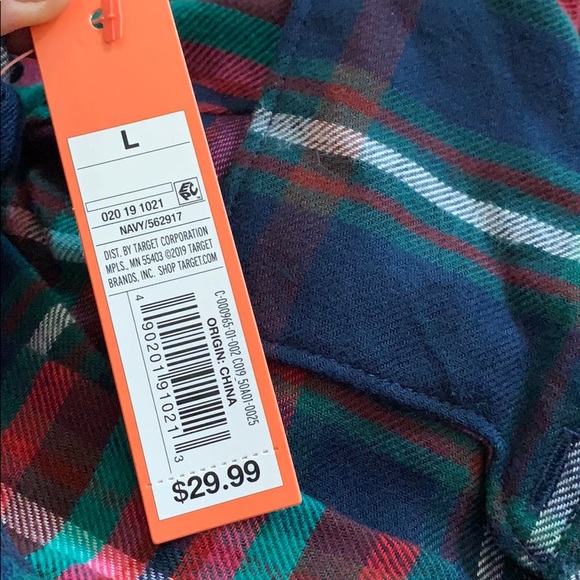 L
020 19 1021
NAVY/562917
DIST. BY TARGET CORPORATION
MPLS., MN 55403 ©2019 TARGET
BRANDS, INC. SHOP TARGET.COM
C-000965-01-002 C019 50A01-0025
ORIGIN: CHINA
4 90201 91021 3
$29.99